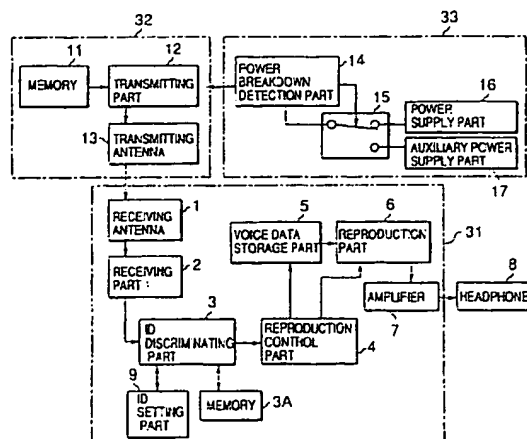 32
33
11
12
14
MEMORY
TRANSMITTING
PART
POWER
BREAKDOWN
DETECTION PART
15
16
POWER
SUPPLY PART
13
TRANSMITTING
ANTENNA
AUXILIARY POWER
SUPPLY PART
17
1
RECEIVING
ANTENNA
5
VOICE DATA
STORAGE PART
6
REPRODUCTION
PART
31
2
RECEIVING
PART
8
AMPLIFIER
HEADPHONE
7
3
ID
DISCRIMINATING
PART
REPRODUCTION
CONTROL
PART
4
9
ID
SETTING
PART
MEMORY
3A